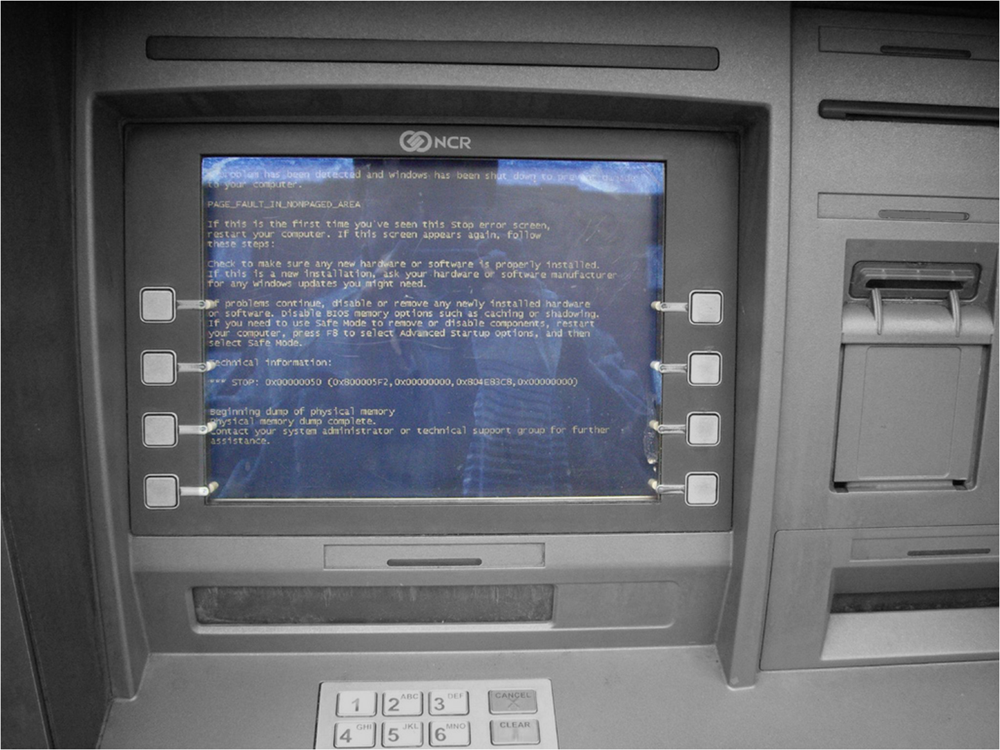 NCR
problem has been detected and windows has been shut down to prevent
to your computer.
PAGE_FAULT_IN_NONPAGED_AREA
If this is the first time you've seen this Stop error screen,
restart your computer. If this screen appears again, follow
these steps:
Check to make sure any new hardware or software is properly installed.
If this is a new installation, ask your hardware or software manufacturer
for any windows updates you might need.
If problems continue, disable or remove any newly installed hardware
or software. Disable BIOS memory options such as caching or shadowing.
If you need to use Safe Mode to remove or disable components, restart
your computer, press F8 to select Advanced Startup options, and then
select Safe Mode.
Technical information:
*** STOP: 0x00000050 (0x800005F2,0x00000000,0x804E83C8,0x00000000)
Beginning dump of physical memory
Physical memory dump complete.
Contact your system administrator or technical support group for further
assistance.
1 2 ABC 3 DEF CANCEL
4 GHI 5 JKL 6 MNO CLEAR